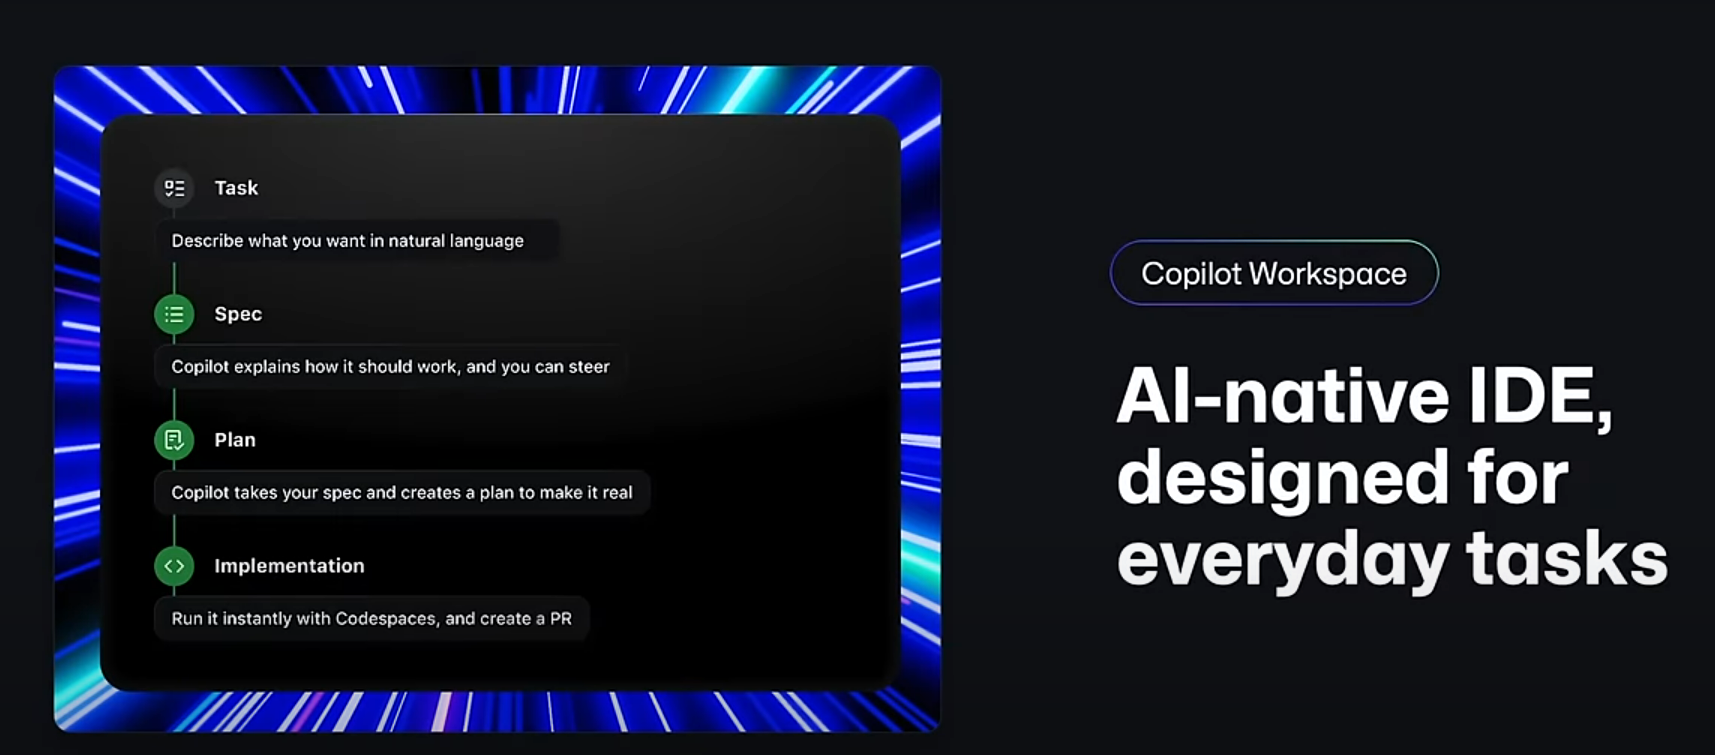 Task
Describe what you want in natural language
Spec
Copilot explains how it should work, and you can steer
Plan
Copilot takes your spec and creates a plan to make it real
Implementation
Run it instantly with Codespaces, and create a PR
Copilot Workspace
AI-native IDE,
designed for
everyday tasks